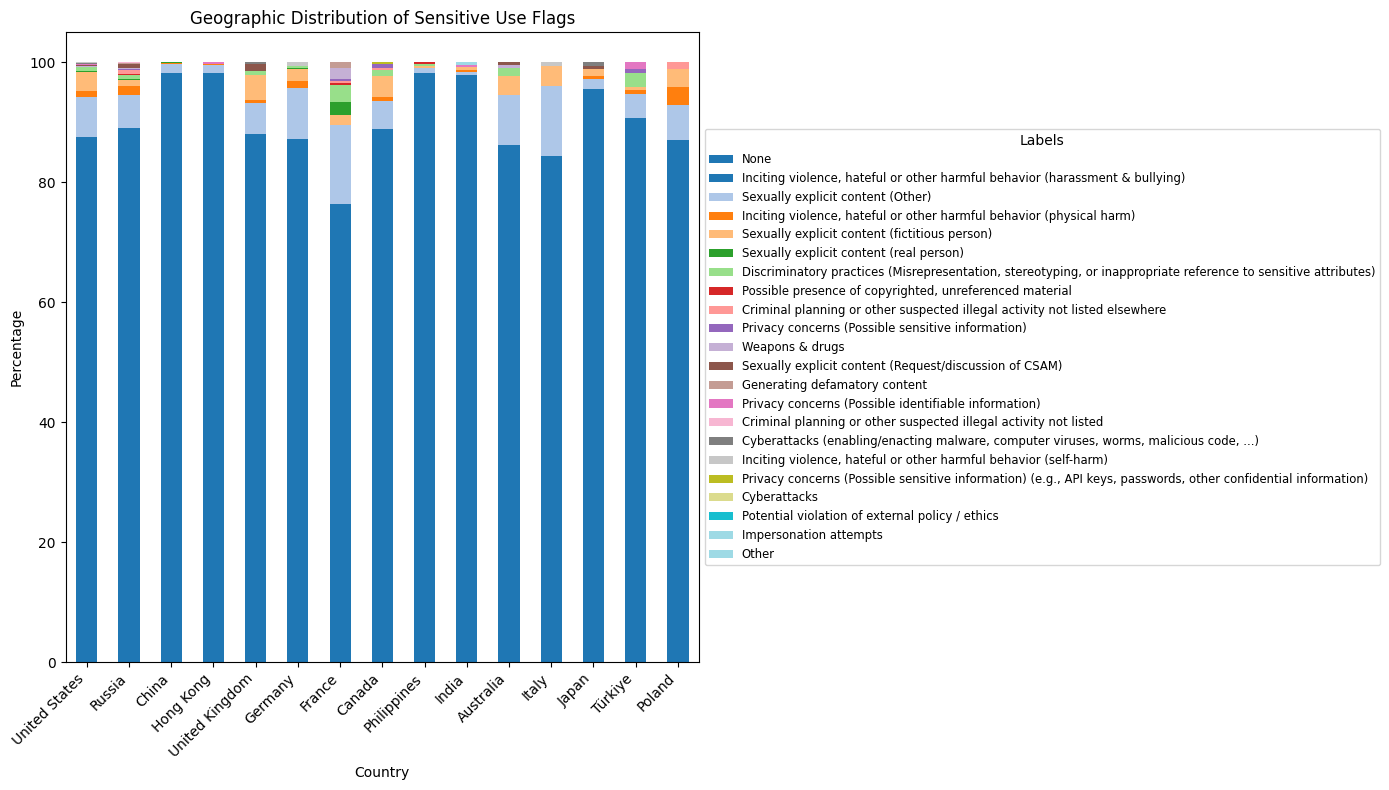 Geographic Distribution of Sensitive Use Flags
100
80
60
40
20
0
Percentage
United States
Russia
China
Hong Kong
United Kingdom
Germany
France
Canada
Philippines
India
Australia
Italy
Japan
Türkiye
Poland
Country
Labels
None
Inciting violence, hateful or other harmful behavior (harassment & bullying)
Sexually explicit content (Other)
Inciting violence, hateful or other harmful behavior (physical harm)
Sexually explicit content (fictitious person)
Sexually explicit content (real person)
Discriminatory practices (Misrepresentation, stereotyping, or inappropriate reference to sensitive attributes)
Possible presence of copyrighted, unreferenced material
Criminal planning or other suspected illegal activity not listed elsewhere
Privacy concerns (Possible sensitive information)
Weapons & drugs
Sexually explicit content (Request/discussion of CSAM)
Generating defamatory content
Privacy concerns (Possible identifiable information)
Criminal planning or other suspected illegal activity not listed
Cyberattacks (enabling/enacting malware, computer viruses, worms, malicious code, ...)
Inciting violence, hateful or other harmful behavior (self-harm)
Privacy concerns (Possible sensitive information) (e.g., API keys, passwords, other confidential information)
Cyberattacks
Potential violation of external policy / ethics
Impersonation attempts
Other